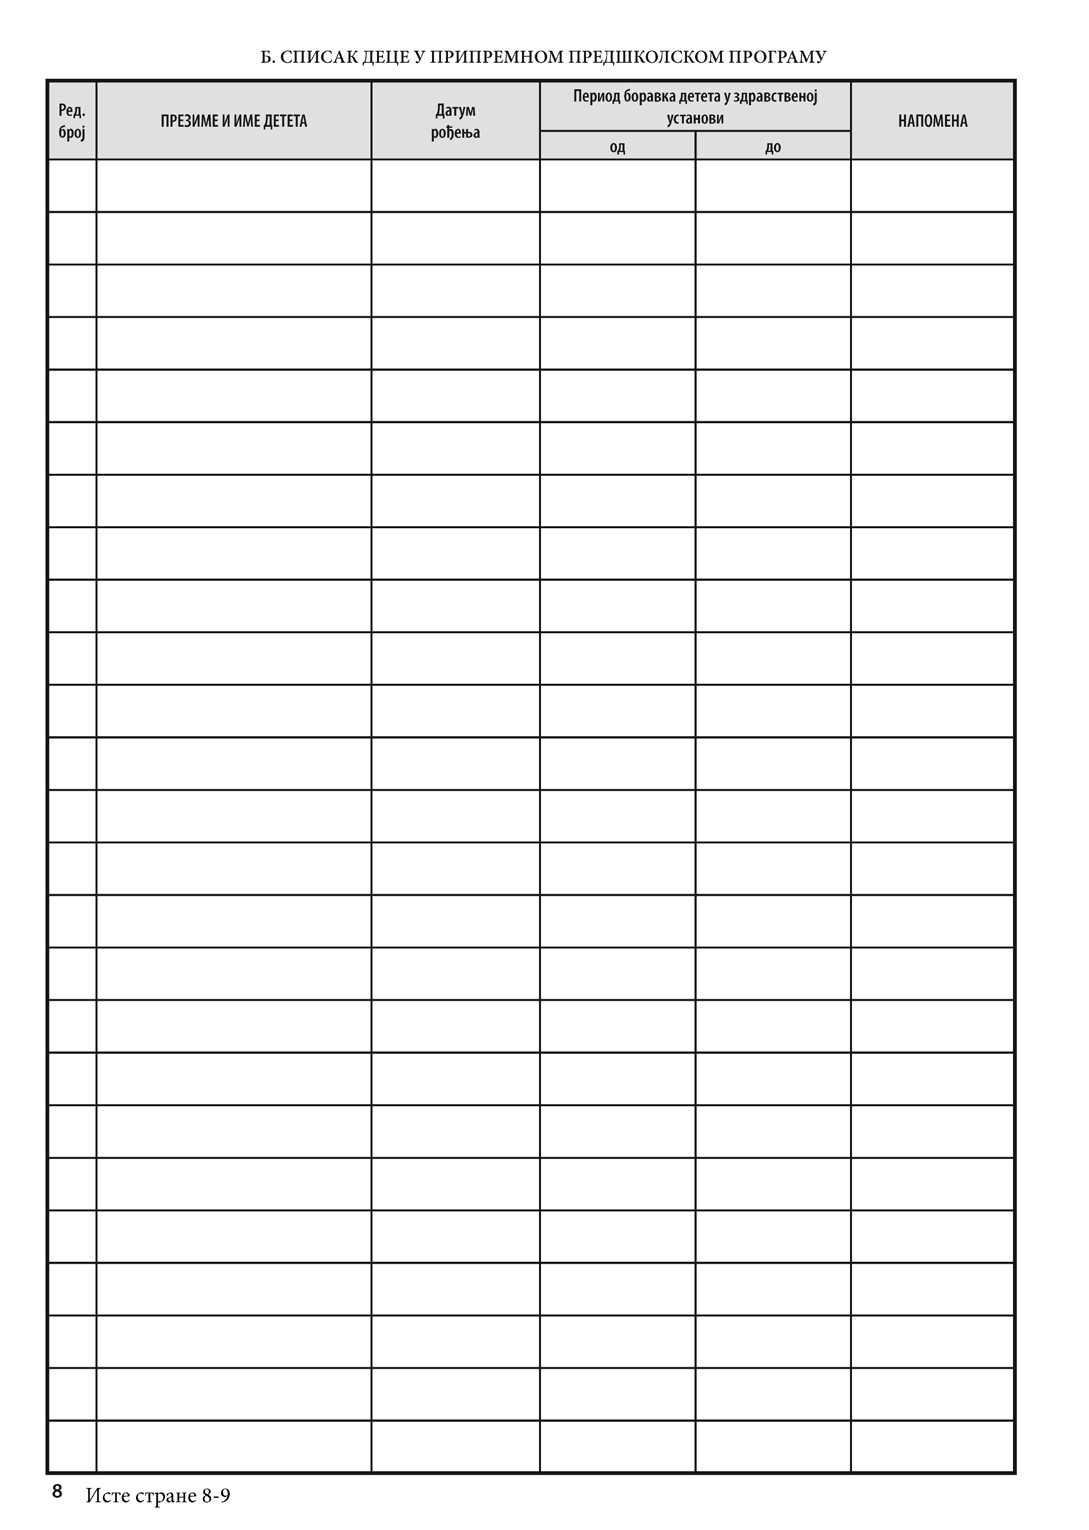 Б. СПИСАК ДЕЦЕ У ПРИПРЕМНОМ ПРЕДШКОЛСКОМ ПРОГРАМУ
Ред.
број
ПРЕЗИМЕ И ИМЕ ДЕТЕТА
Датум
рођења
Период боравка детета у здравственој
установи
од
до
НАПОМЕНА
8 Исте стране 8-9